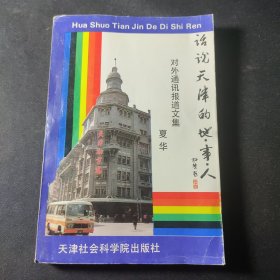 Hua Shuo Tian Jin De Di Shi Ren
话说天津的地·事·人
对外通讯报道文集
夏华
天津社会科学院出版社